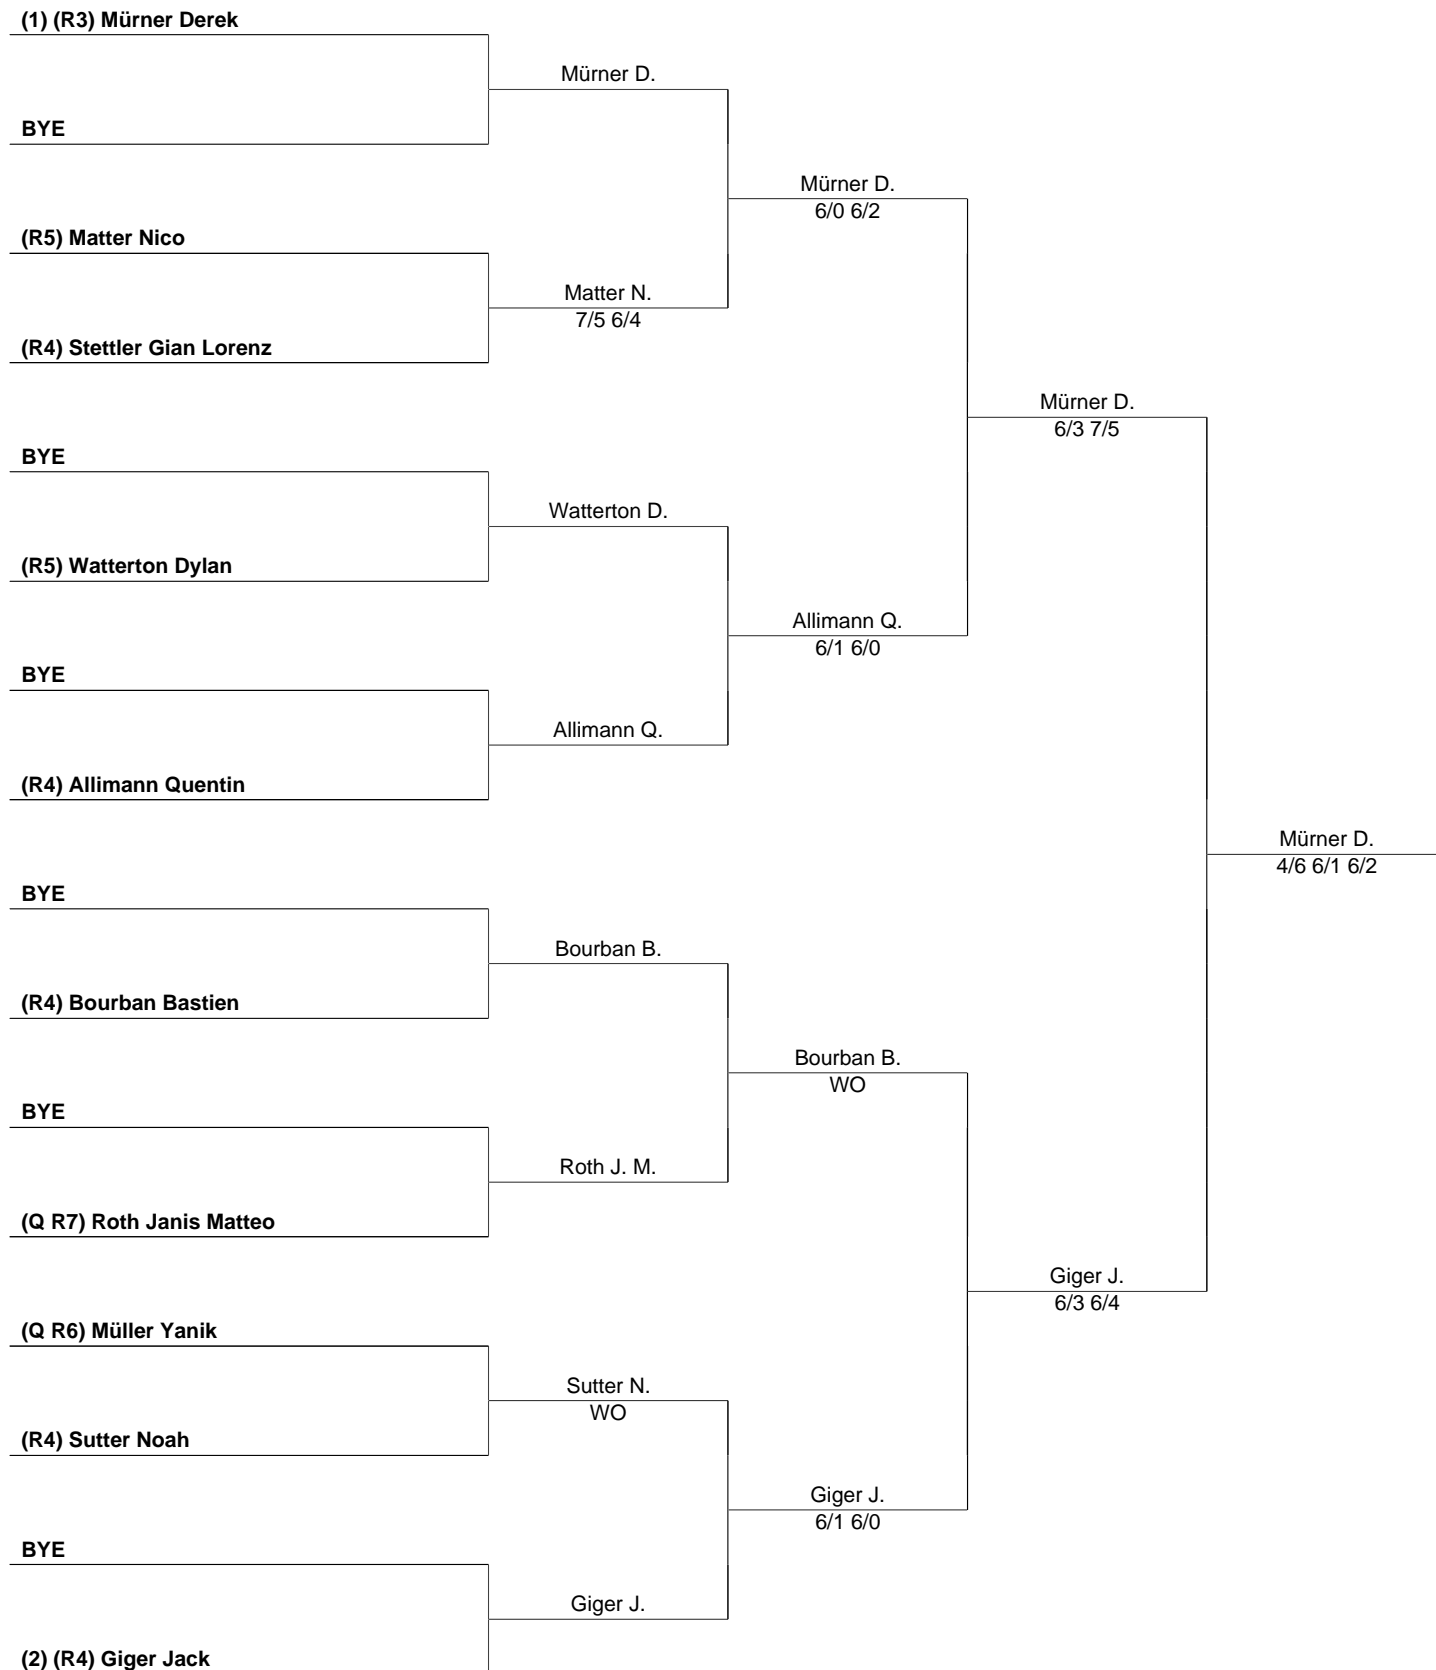 (1) (R3) Mürner Derek
Mürner D.
BYE
Mürner D.
6/0 6/2
(R5) Matter Nico
Matter N.
7/5 6/4
(R4) Stettler Gian Lorenz
Mürner D.
6/3 7/5
BYE
Watterton D.
(R5) Watterton Dylan
Allimann Q.
6/1 6/0
BYE
Allimann Q.
(R4) Allimann Quentin
Mürner D.
4/6 6/1 6/2
BYE
Bourban B.
(R4) Bourban Bastien
Bourban B.
WO
BYE
Roth J. M.
(Q R7) Roth Janis Matteo
Giger J.
6/3 6/4
(Q R6) Müller Yanik
Sutter N.
WO
(R4) Sutter Noah
Giger J.
6/1 6/0
BYE
Giger J.
(2) (R4) Giger Jack